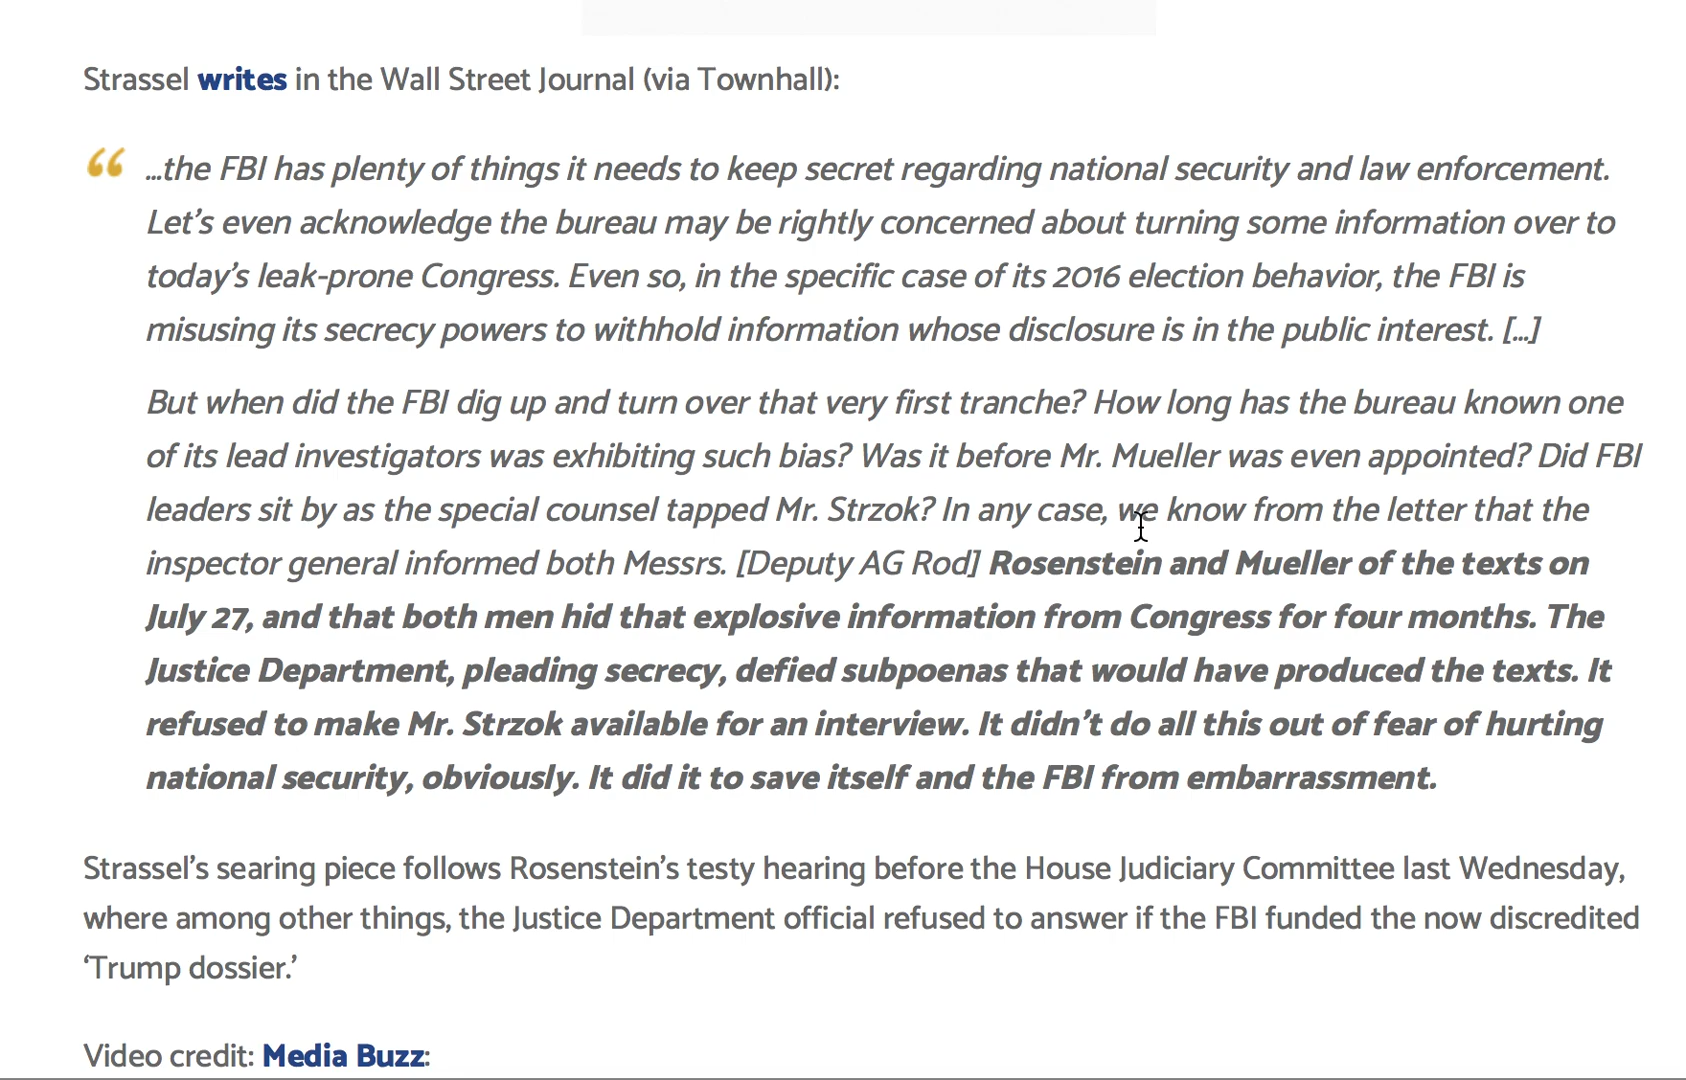 Strassel writes in the Wall Street Journal (via Townhall):
“ …the FBI has plenty of things it needs to keep secret regarding national security and law enforcement.
Let’s even acknowledge the bureau may be rightly concerned about turning some information over to
today’s leak-prone Congress. Even so, in the specific case of its 2016 election behavior, the FBI is
misusing its secrecy powers to withhold information whose disclosure is in the public interest. […]
But when did the FBI dig up and turn over that very first tranche? How long has the bureau known one
of its lead investigators was exhibiting such bias? Was it before Mr. Mueller was even appointed? Did FBI
leaders sit by as the special counsel tapped Mr. Strzok? In any case, we know from the letter that the
inspector general informed both Messrs. [Deputy AG Rod] Rosenstein and Mueller of the texts on
July 27, and that both men hid that explosive information from Congress for four months. The
Justice Department, pleading secrecy, defied subpoenas that would have produced the texts. It
refused to make Mr. Strzok available for an interview. It didn’t do all this out of fear of hurting
national security, obviously. It did it to save itself and the FBI from embarrassment.
Strassel’s searing piece follows Rosenstein’s testy hearing before the House Judiciary Committee last Wednesday,
where among other things, the Justice Department official refused to answer if the FBI funded the now discredited
‘Trump dossier.’
Video credit: Media Buzz: